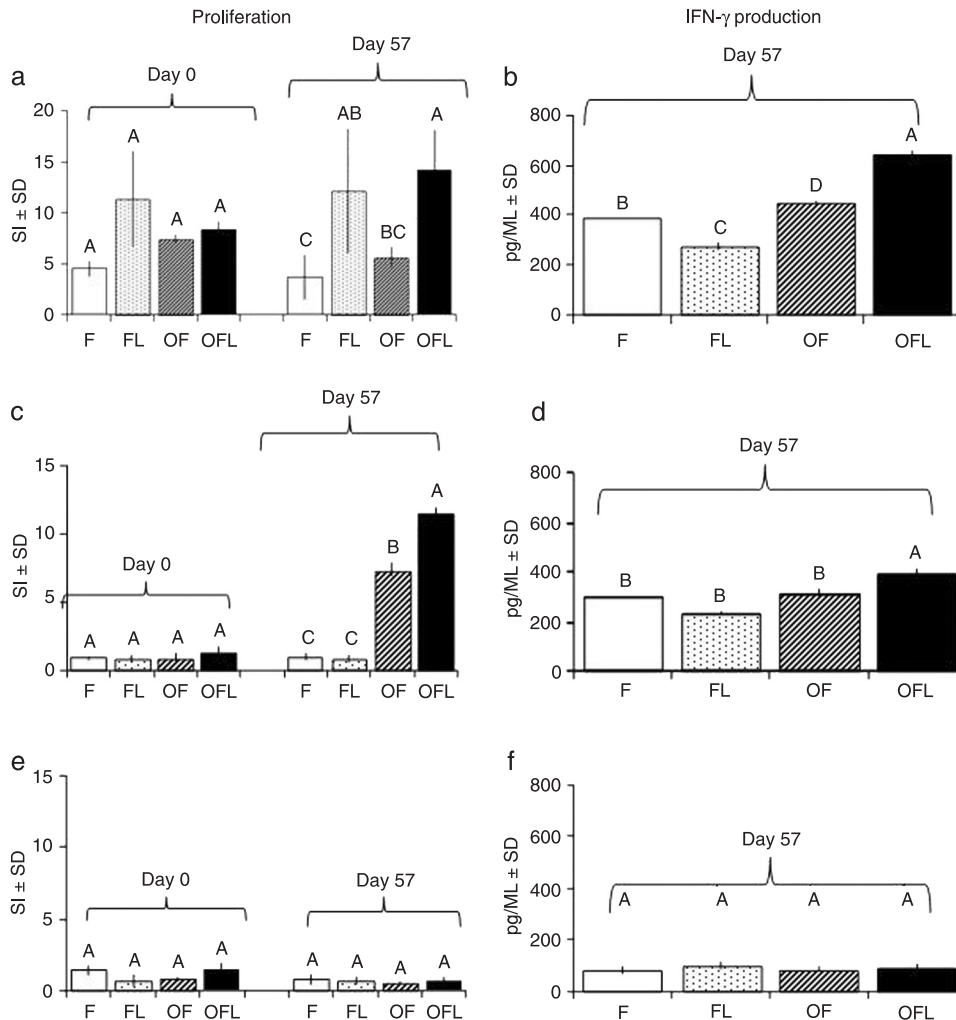 Proliferation
IFN-γ production
a
Day 0
Day 57
20
15
10
5
0
SI ± SD
A
A
A
A
C
AB
BC
A
F FL OF OFL F FL OF OFL
b
Day 57
800
600
400
200
0
pg/ML ± SD
B
C
D
A
F FL OF OFL
c
Day 57
Day 0
15
10
5
0
SI ± SD
A A A A C C B A
F FL OF OFL F FL OF OFL
d
Day 57
800
600
400
200
0
pg/ML ± SD
B B B A
F FL OF OFL
e
Day 0
Day 57
15
10
5
0
SI ± SD
A A A A A A A A
F FL OF OFL F FL OF OFL
f
Day 57
800
600
400
200
0
pg/ML ± SD
A A A A
F FL OF OFL